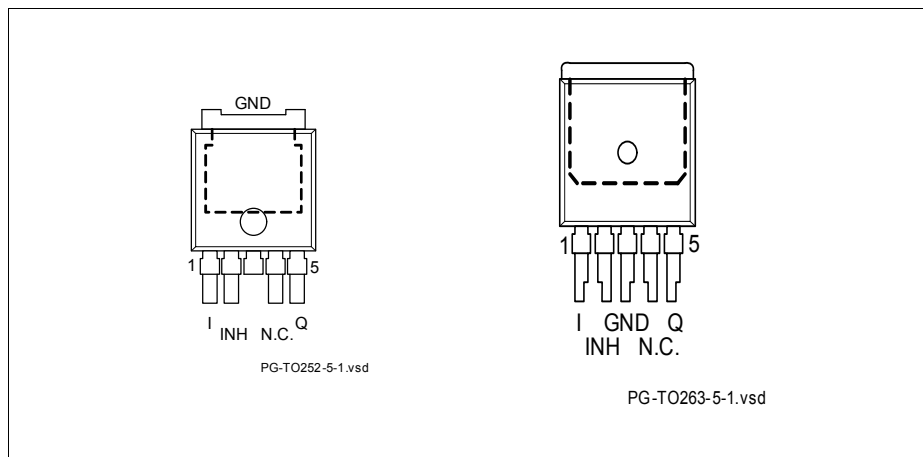 GND
1 5
I INH N.C. Q
PG-TO252-5-1.vsd
1 5
I GND Q
INH N.C.
PG-TO263-5-1.vsd